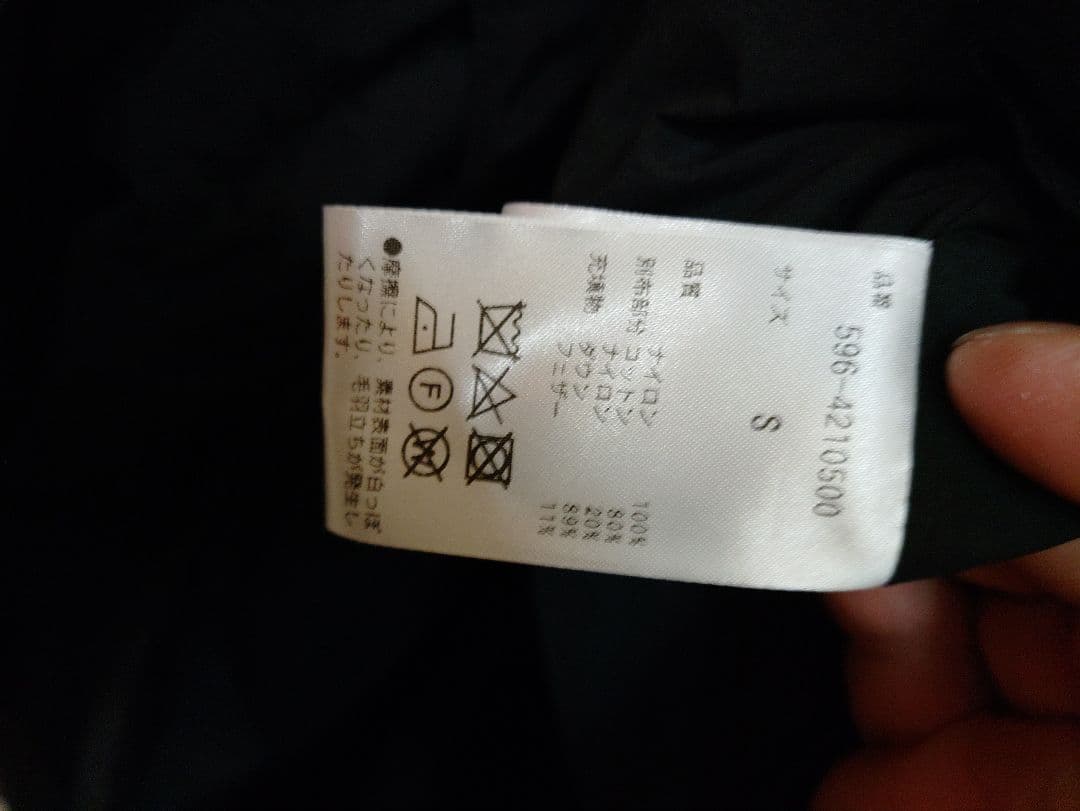 品番
596-4210500
サイズ
S
品質
ナイロン 100%
別布部分 コットン 80%
ナイロン 20%
充填物 ダウン 89%
フェザー 11%
F
W
●摩擦により、素材表面が白っぽ
くなったり、毛羽立ちが発生し
たりします。